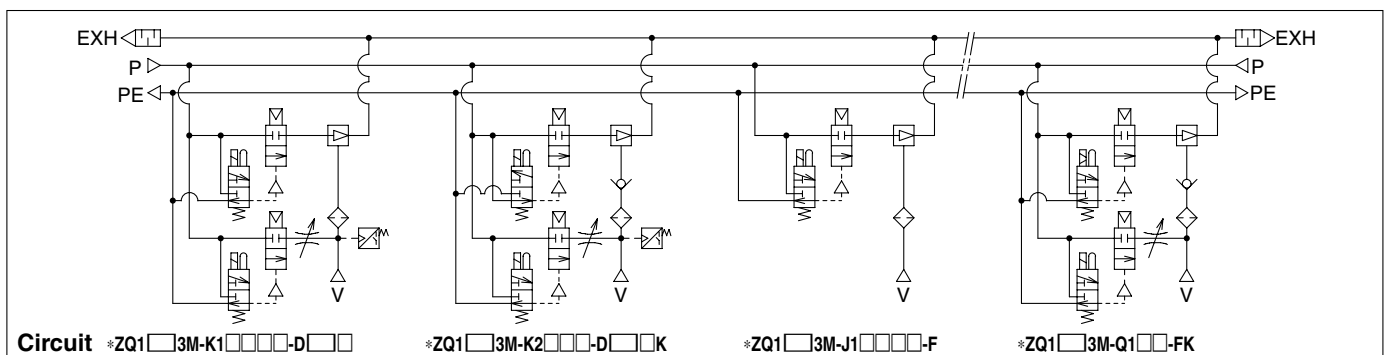 EXH EXH
P P
PE PE
V V V V
Circuit *ZQ1□□3M-K1□□□□-D□□□ *ZQ1□□3M-K2□□□-D□□K *ZQ1□□3M-J1□□□□-F *ZQ1□□3M-Q1□□-FK